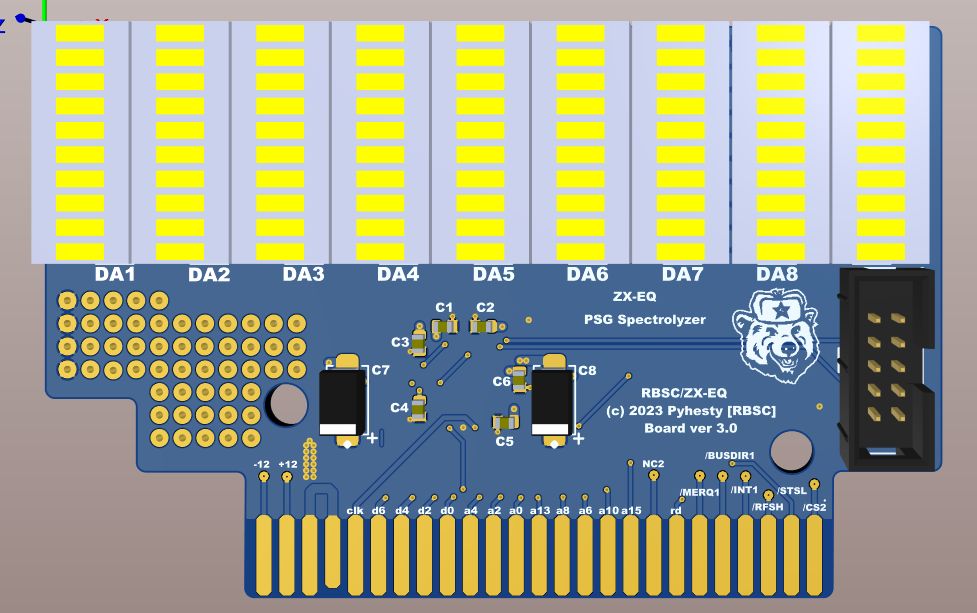 DA1 DA2 DA3 DA4 DA5 DA6 DA7 DA8
ZX-EQ
PSG Spectrolyzer
C1 C2
C3
C7
C6
C8
C4
C5
RBSC/ZX-EQ
(c) 2023 Pyhesty [RBSC]
Board ver 3.0
/BUSDIR1
-12 +12
NC2
/MERQ1 /INT1 /STSL
/RFSH /CS2
clk d6 d4 d2 d0 a4 a2 a0 a13 a8 a6 a10 a15 rd